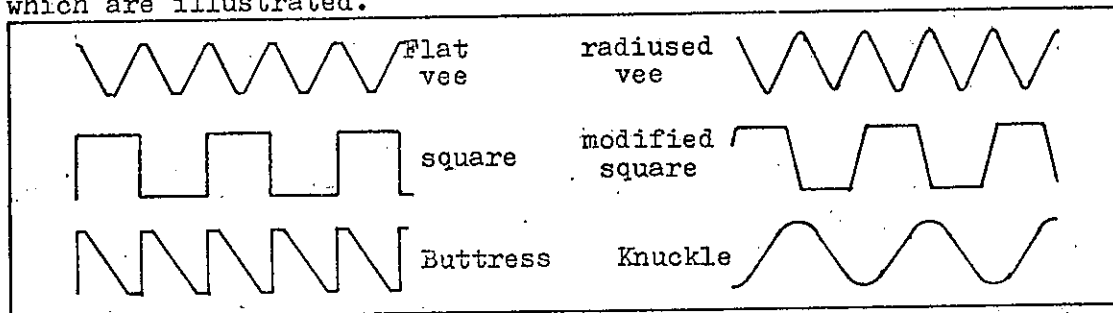 which are illustrated.
Flat
vee
radiused
vee
square
modified
square
Buttress
Knuckle